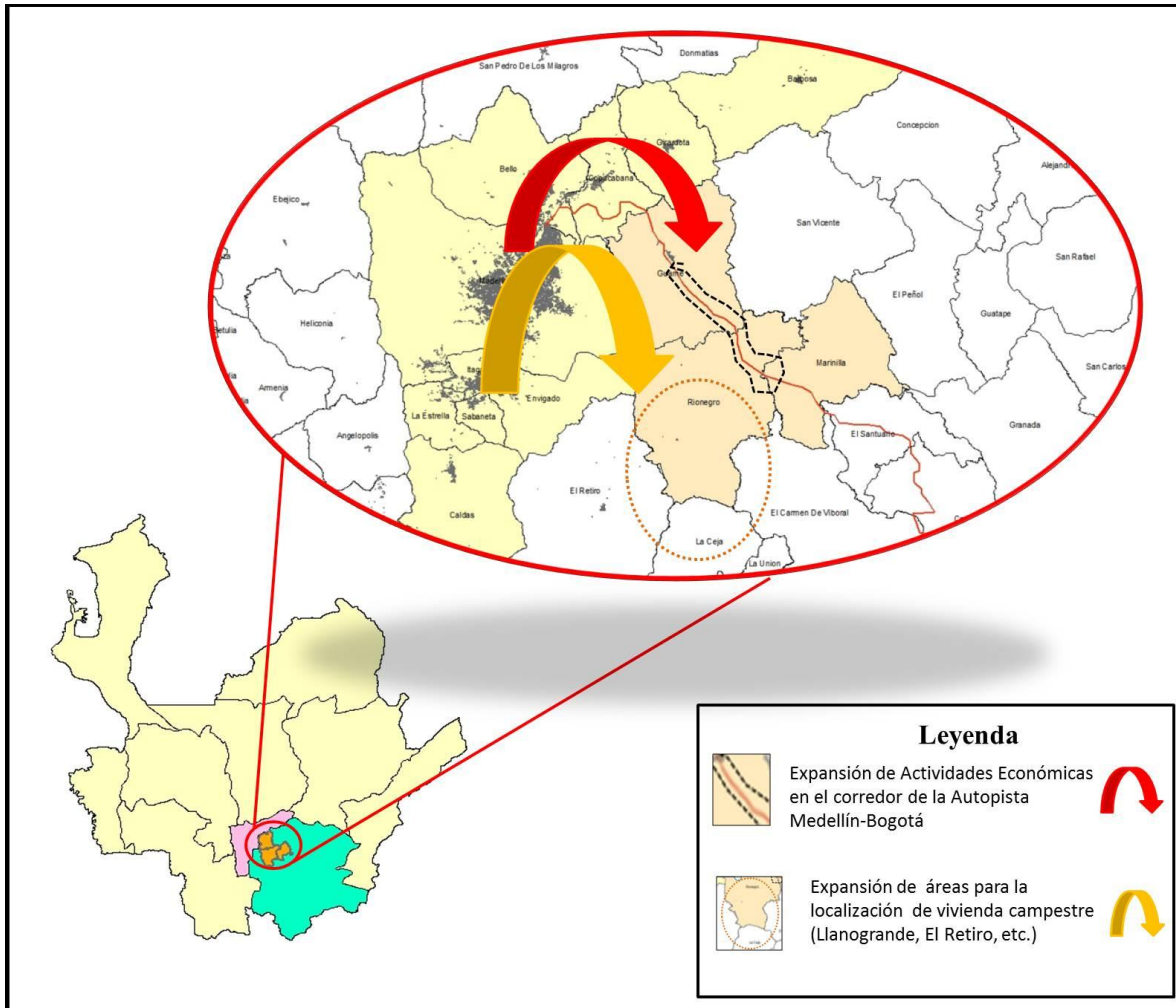 Donmatias
San Pedro De Los Milagros
Barbosa
Concepcion
Girardota
Bello
Copacabana
Alejandri
Ebejico
San Vicente
San Rafael
Guarne
El Peñol
Guatape
Heliconia
Betulia
San Carlos
Marinilla
Itagui
Armenia
Envigado
Rionegro
La Estrella
Sabaneta
Granada
Angelopolis
El Santuario
El Retiro
El Carmen De Viboral
Caldas
La Ceja
La Union
Leyenda
Expansión de Actividades Económicas
en el corredor de la Autopista
Medellín-Bogotá
Expansión de áreas para la
localización de vivienda campestre
(Llanogrande, El Retiro, etc.)